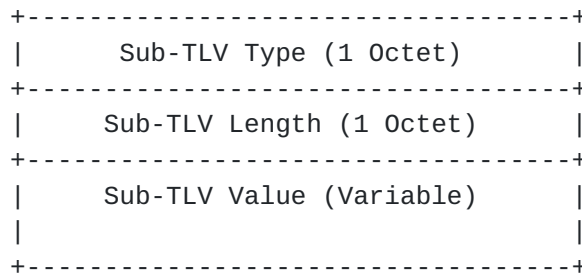 +-----------------------------------+
|      Sub-TLV Type (1 Octet)       |
+-----------------------------------+
|     Sub-TLV Length (1 Octet)      |
+-----------------------------------+
|     Sub-TLV Value (Variable)      |
|                                   |
+-----------------------------------+